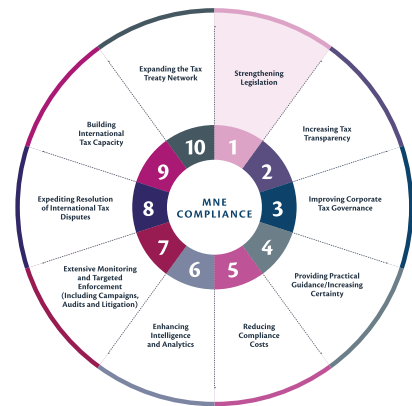 Expanding the Tax
Treaty Network
Strengthening
Legislation
Building
International
Tax Capacity
Increasing Tax
Transparency
10
1
9
2
Expediting Resolution
of International Tax
Disputes
8
MNE
COMPLIANCE
3
Improving Corporate
Tax Governance
7
4
6
5
Extensive Monitoring
and Targeted
Enforcement
(Including Campaigns,
Audits and Litigation)
Providing Practical
Guidance/Increasing
Certainty
Enhancing
Intelligence
and Analytics
Reducing
Compliance
Costs